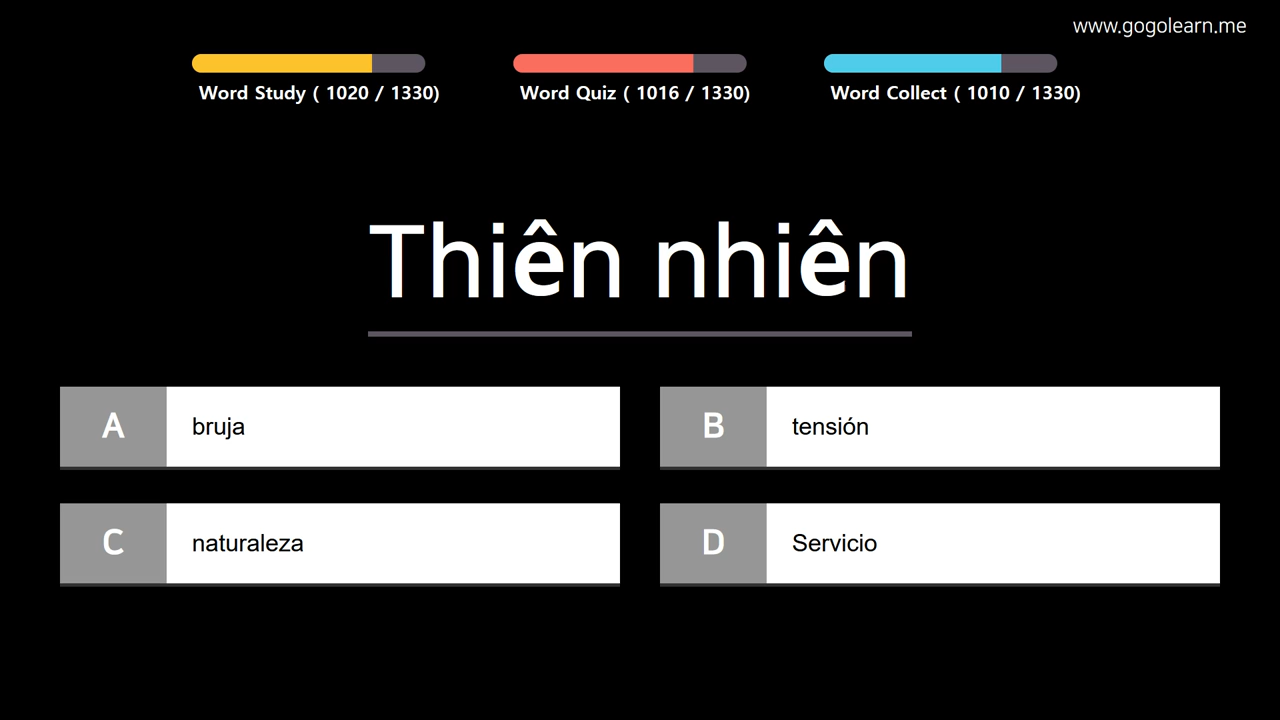 www.gogolearn.me
Word Study ( 1020 / 1330)
Word Quiz ( 1016 / 1330)
Word Collect ( 1010 / 1330)
Thiên nhiên
A bruja
B tensión
C naturaleza
D Servicio